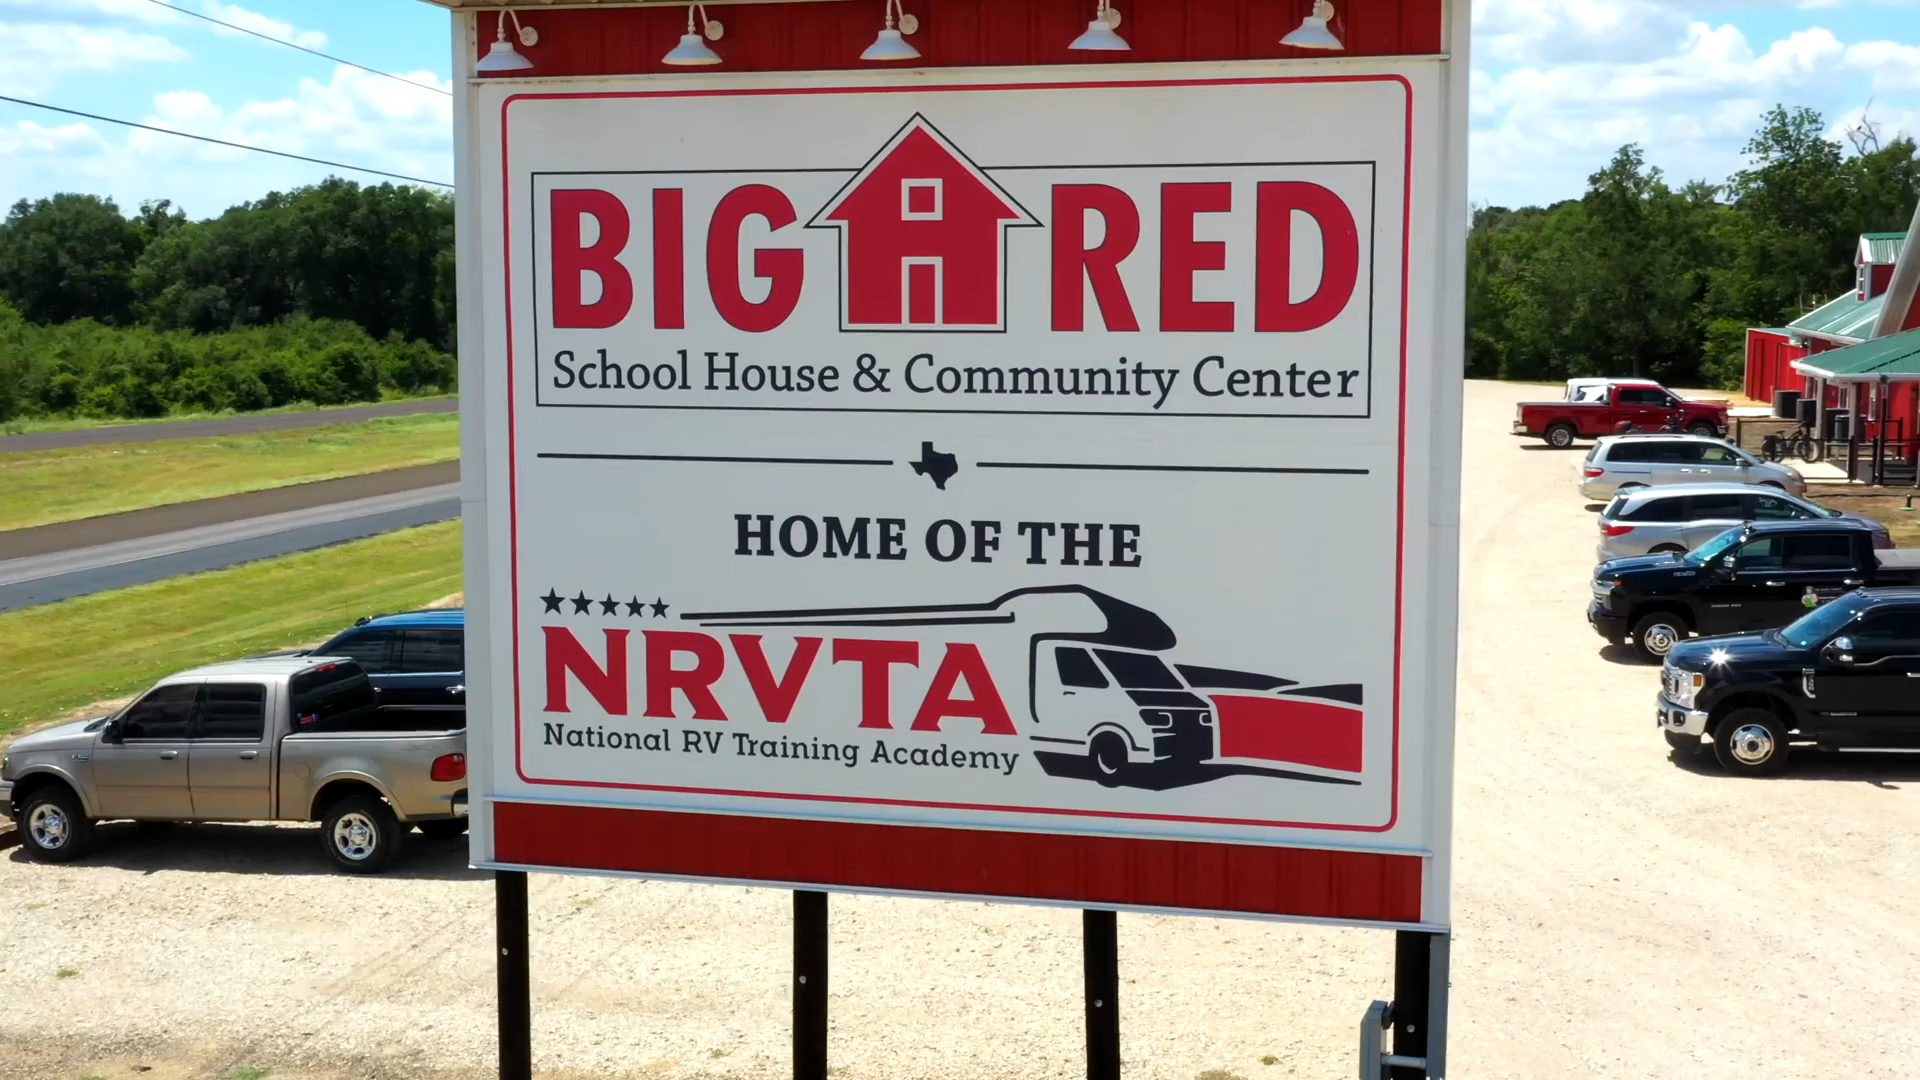 BIG RED
School House & Community Center
HOME OF THE
NRVTA
National RV Training Academy